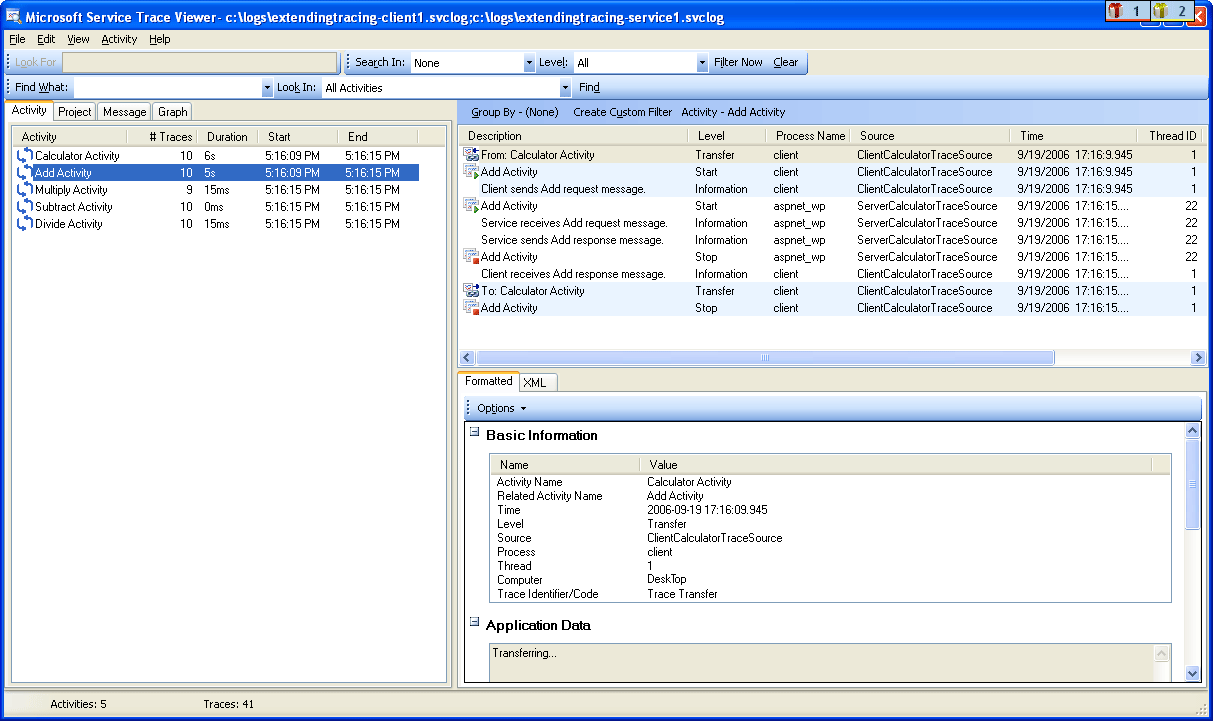 Microsoft Service Trace Viewer- c:\logs\extendingtracing-client1.svclog;c:\logs\extendingtracing-service1.svclog
1 2
File Edit View Activity Help
Look For Search In: None Level: All Filter Now Clear
Find What: Look In: All Activities Find
Activity Project Message Graph
Activity # Traces Duration Start End
Calculator Activity 10 6s 5:16:09 PM 5:16:15 PM
Add Activity 10 5s 5:16:09 PM 5:16:15 PM
Multiply Activity 9 15ms 5:16:15 PM 5:16:15 PM
Subtract Activity 10 0ms 5:16:15 PM 5:16:15 PM
Divide Activity 10 15ms 5:16:15 PM 5:16:15 PM
Group By - (None) Create Custom Filter Activity - Add Activity
Description Level Process Name Source Time Thread ID
From: Calculator Activity Transfer client ClientCalculatorTraceSource 9/19/2006 17:16:9.945 1
Add Activity Start client ClientCalculatorTraceSource 9/19/2006 17:16:9.945 1
Client sends Add request message. Information client ClientCalculatorTraceSource 9/19/2006 17:16:9.945 1
Add Activity Start aspnet_wp ServerCalculatorTraceSource 9/19/2006 17:16:15.... 22
Service receives Add request message. Information aspnet_wp ServerCalculatorTraceSource 9/19/2006 17:16:15.... 22
Service sends Add response message. Information aspnet_wp ServerCalculatorTraceSource 9/19/2006 17:16:15.... 22
Add Activity Stop aspnet_wp ServerCalculatorTraceSource 9/19/2006 17:16:15.... 22
Client receives Add response message. Information client ClientCalculatorTraceSource 9/19/2006 17:16:15.... 1
To: Calculator Activity Transfer client ClientCalculatorTraceSource 9/19/2006 17:16:15.... 1
Add Activity Stop client ClientCalculatorTraceSource 9/19/2006 17:16:15.... 1
Formatted XML
Options
Basic Information
Name Value
Activity Name Calculator Activity
Related Activity Name Add Activity
Time 2006-09-19 17:16:09.945
Level Transfer
Source ClientCalculatorTraceSource
Process client
Thread 1
Computer DeskTop
Trace Identifier/Code Trace Transfer
Application Data
Transferring...
Activities: 5 Traces: 41